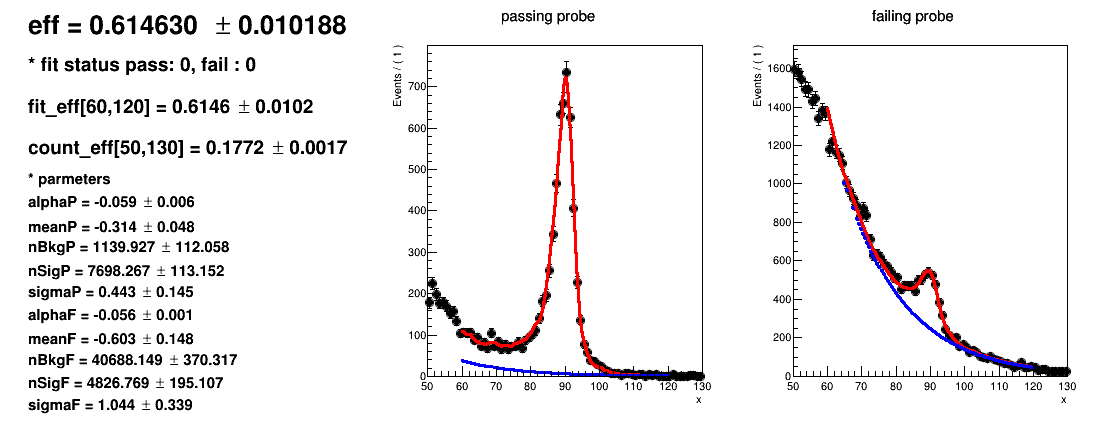 eff = 0.614630 ± 0.010188
* fit status pass: 0, fail : 0
fit_eff[60,120] = 0.6146 ± 0.0102
count_eff[50,130] = 0.1772 ± 0.0017
* parmeters
alphaP = -0.059 ± 0.006
meanP = -0.314 ± 0.048
nBkgP = 1139.927 ± 112.058
nSigP = 7698.267 ± 113.152
sigmaP = 0.443 ± 0.145
alphaF = -0.056 ± 0.001
meanF = -0.603 ± 0.148
nBkgF = 40688.149 ± 370.317
nSigF = 4826.769 ± 195.107
sigmaF = 1.044 ± 0.339
passing probe
Events / ( 1 )
700
600
500
400
300
200
100
0
50 60 70 80 90 100 110 120 130
x
failing probe
Events / ( 1 )
1600
1400
1200
1000
800
600
400
200
0
50 60 70 80 90 100 110 120 130
x